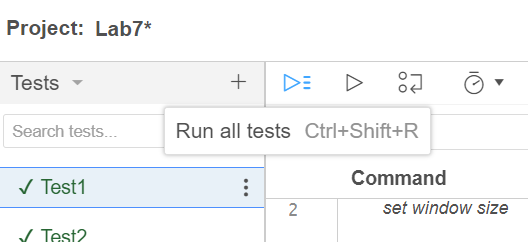 Project: Lab7*
Tests
Run all tests Ctrl+Shift+R
Search tests...
Command
✓ Test1
2 set window size
✓ Test2